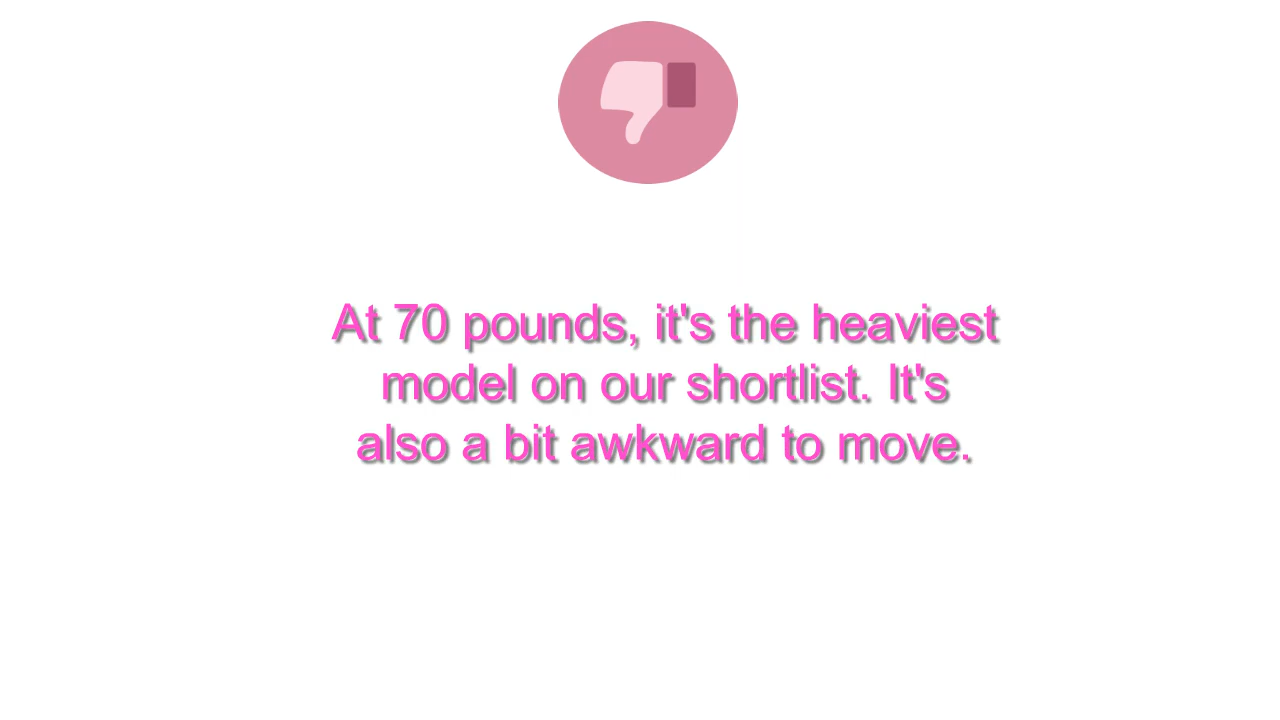 At 70 pounds, it's the heaviest
model on our shortlist. It's
also a bit awkward to move.